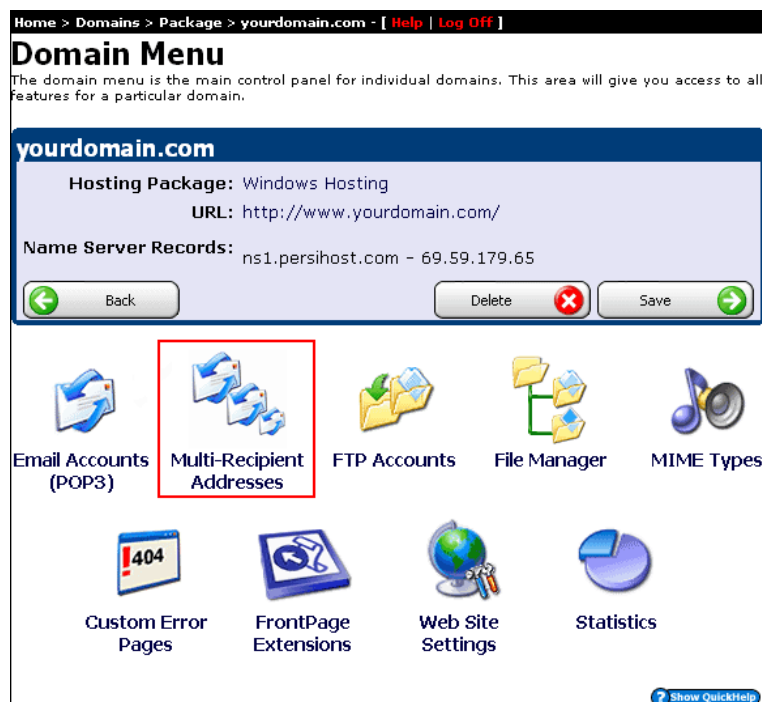 Home > Domains > Package > yourdomain.com - [ Help | Log Off ]
Domain Menu
The domain menu is the main control panel for individual domains. This area will give you access to all
features for a particular domain.
yourdomain.com
Hosting Package: Windows Hosting
URL: http://www.yourdomain.com/
Name Server Records: ns1.persihost.com - 69.59.179.65
Back Delete Save
Email Accounts (POP3)
Multi-Recipient Addresses
FTP Accounts
File Manager
MIME Types
404
Custom Error Pages
FrontPage Extensions
Web Site Settings
Statistics
? Show QuickHelp